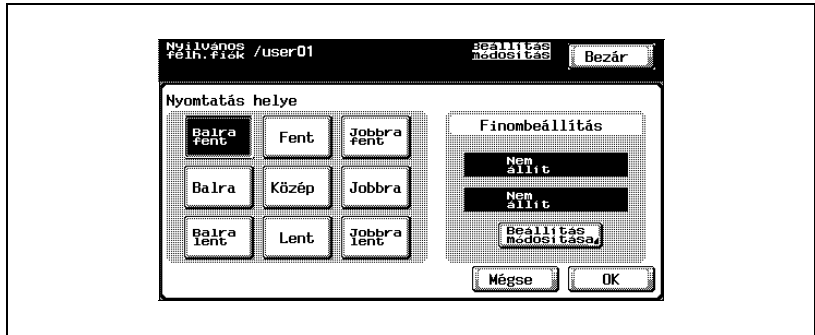 Nyilvános
félh.fiók /user01
Beállítás
módosítás
Bezár
Nyomtatás helye
Balra
fent
Fent
Jobbra
fent
Finombeállítás
Nem
állít
Balra
Közép
Jobbra
Nem
állít
Balra
lent
Lent
Jobbra
lent
Beállítás
módosítása
Mégse
OK